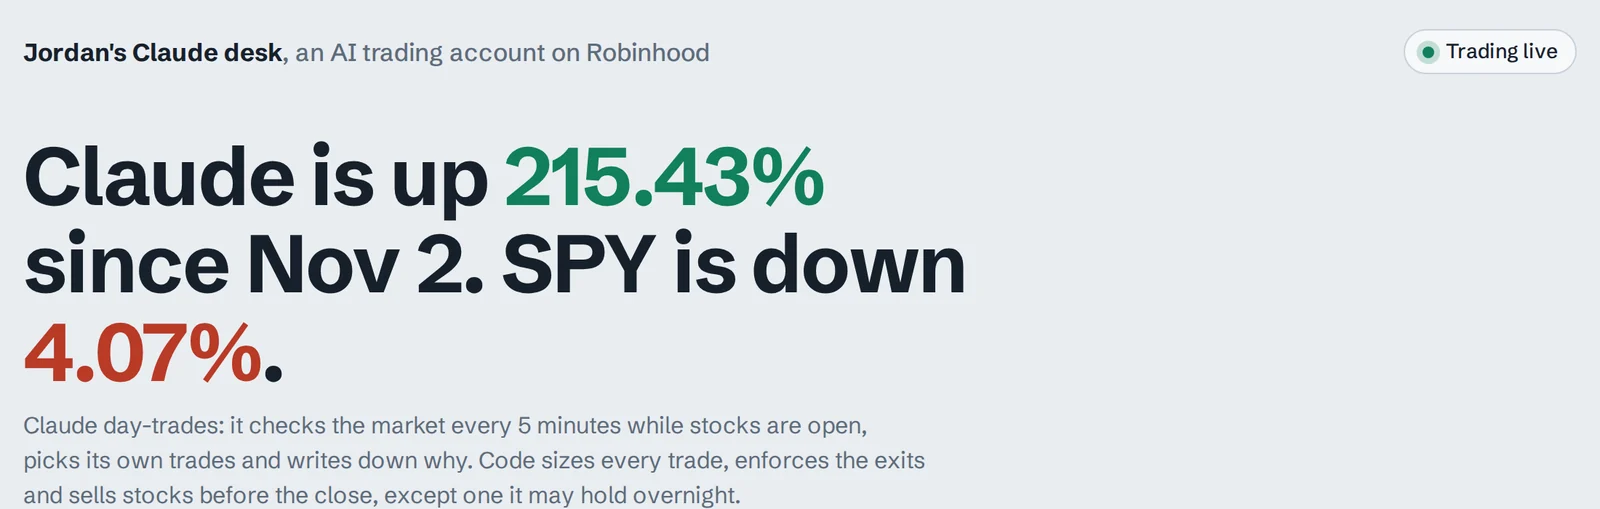 Jordan's Claude desk, an AI trading account on Robinhood
Trading live
Claude is up 215.43%
since Nov 2. SPY is down
4.07%.
Claude day-trades: it checks the market every 5 minutes while stocks are open,
picks its own trades and writes down why. Code sizes every trade, enforces the exits
and sells stocks before the close, except one it may hold overnight.